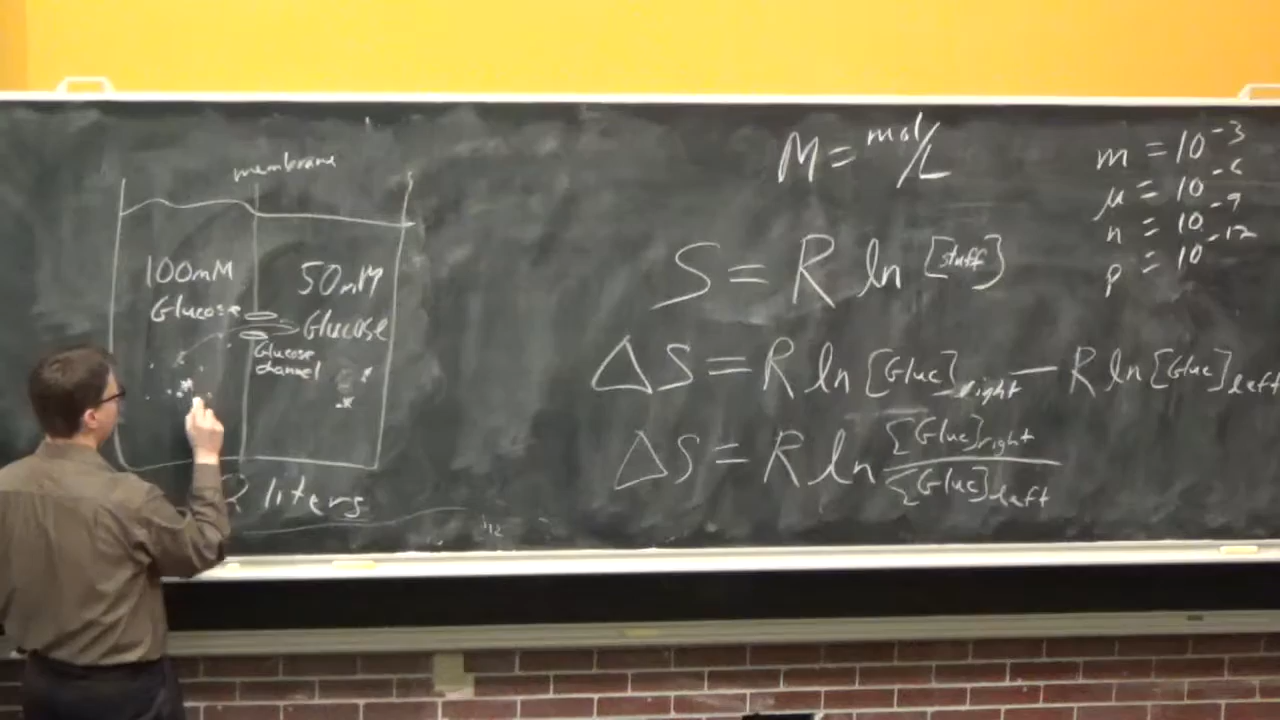 membrane
100mM
Glucose
50mM
Glucose
Glucose
channel
2 liters
M = mol/L
S = R ln [stuff]
ΔS = R ln [Gluc]right - R ln [Gluc]left
ΔS = R ln [Gluc]right
[Gluc]left
m = 10^-3
μ = 10^-6
n = 10^-9
p = 10^-12